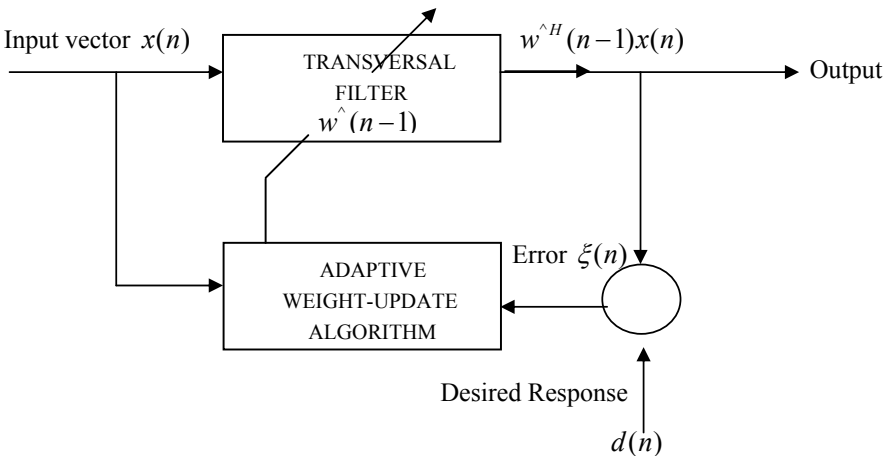 Input vector x(n)
w^H(n−1)x(n)
TRANSVERSAL
FILTER
w^(n−1)
Output
Error ξ(n)
ADAPTIVE
WEIGHT-UPDATE
ALGORITHM
Desired Response
d(n)